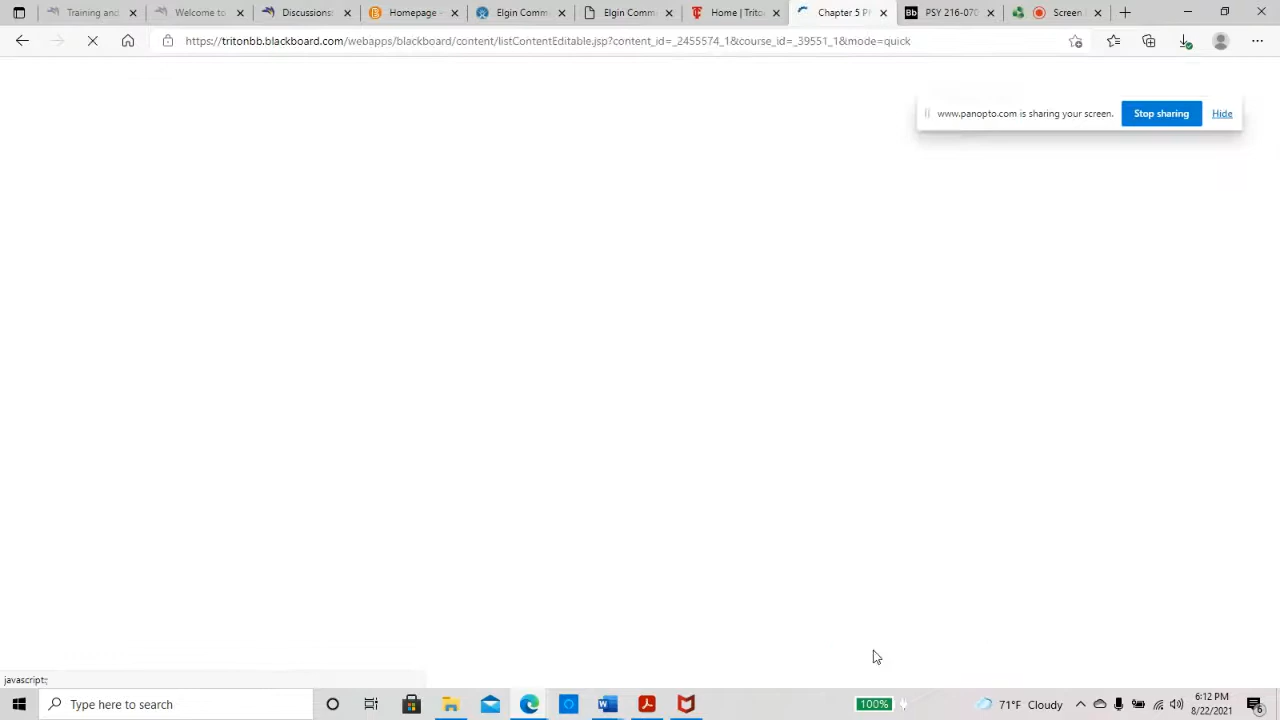 Training and
Welcome to
Discussions
Homepage -
Elgin Comm
Elgin Comm
Home | Trito
Chapter 5 P
PSY 216-070
Screen
https://tritonbb.blackboard.com/webapps/blackboard/content/listContentEditable.jsp?content_id=_2455574_1&course_id=_39551_1&mode=quick
www.panopto.com is sharing your screen.
Stop sharing
Hide
javascript:;
Type here to search
100%
71°F Cloudy
6:12 PM
8/22/2021
6